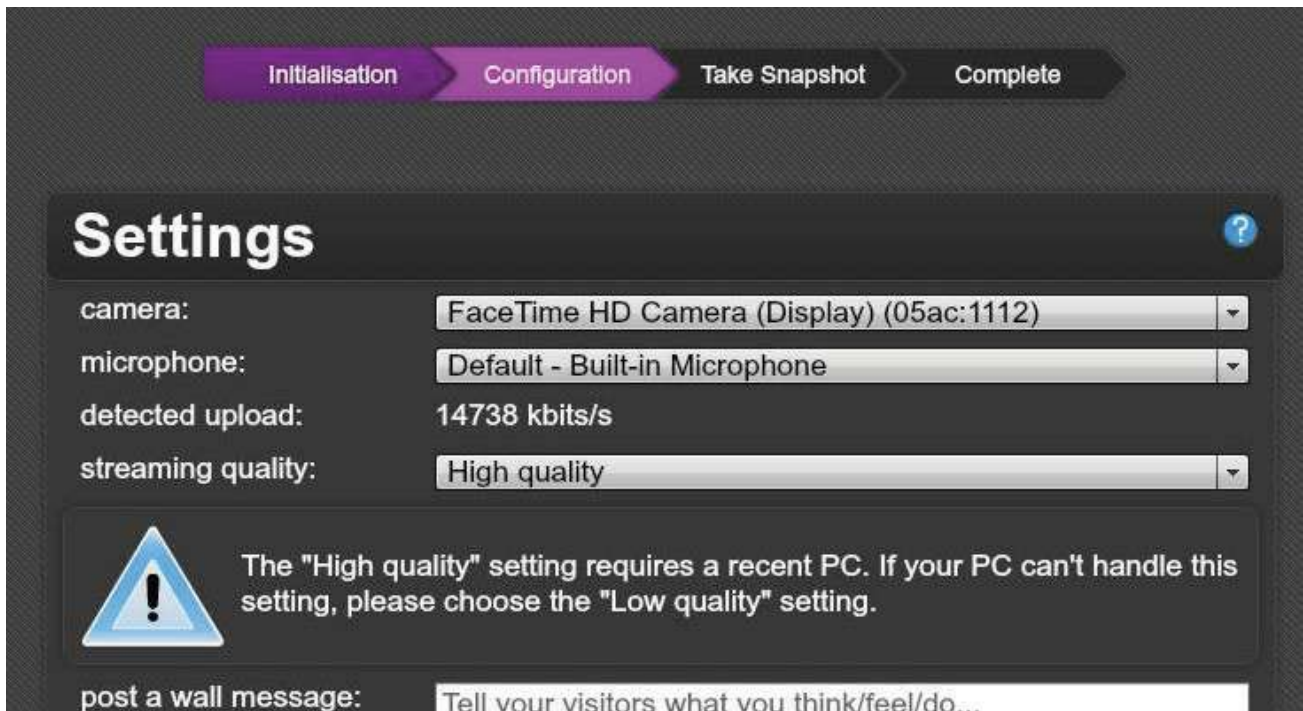 Initialisation Configuration Take Snapshot Complete
Settings
?
camera: FaceTime HD Camera (Display) (05ac:1112)
microphone: Default - Built-in Microphone
detected upload: 14738 kbits/s
streaming quality: High quality
!
The "High quality" setting requires a recent PC. If your PC can't handle this
setting, please choose the "Low quality" setting.
post a wall message: Tell your visitors what you think/feel/do...